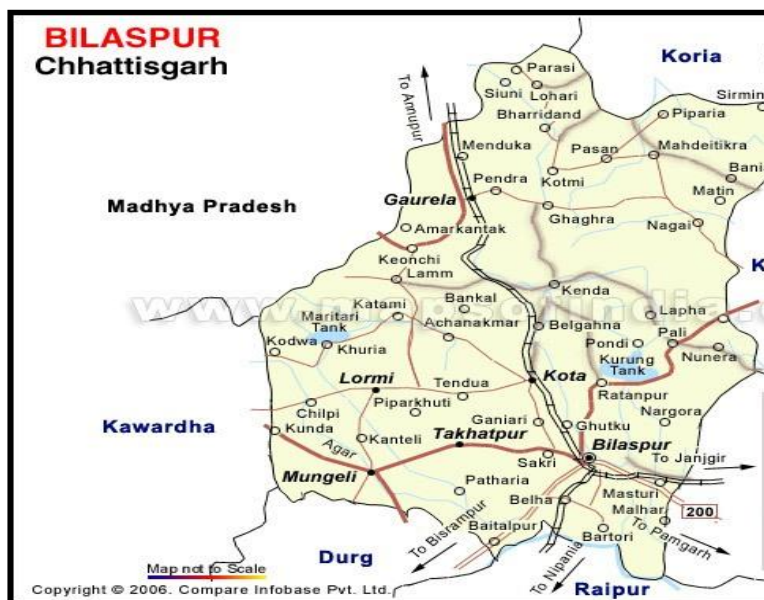 BILASPUR
Chhattisgarh
Koria
Parasi
Siuni
Lohari
Sirmin
To Annupur
Bharridand
Piparia
Menduka
Pasan
Mahdeitikra
Bani
Pendra
Kotmi
Matin
Madhya Pradesh
Gaurela
Ghaghra
Nagai
Amarkantak
Keonchi
Lamm
K
Kenda
www.mapsofindia.c
Katami
Bankal
Lapha
Maritari
Tank
Achanakmar
Belgahna
Pali
Kodwa
Khuria
Pondi
Nunera
Kurung
Tank
Lormi
Tendua
Kota
Ratanpur
Chilpi
Piparkhuti
Nargora
Kawardha
Kunda
Ganiari
Ghutku
Kanteli
Takhatpur
Bilaspur
Agar
Sakri
To Janjgir
Mungeli
Patharia
Masturi
Belha
Malhar
200
Baitalpur
Bartori
To Bisrampur
To Pamgarh
Durg
To Nipania
Map not to Scale
Raipur
Copyright © 2006. Compare Infobase Pvt. Ltd.